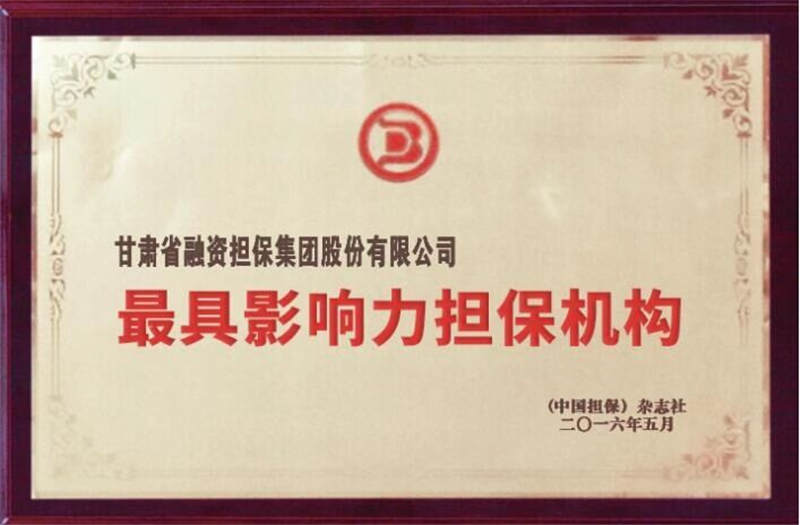 甘肃省融资担保集团股份有限公司
最具影响力担保机构
《中国担保》杂志社
二〇一六年五月